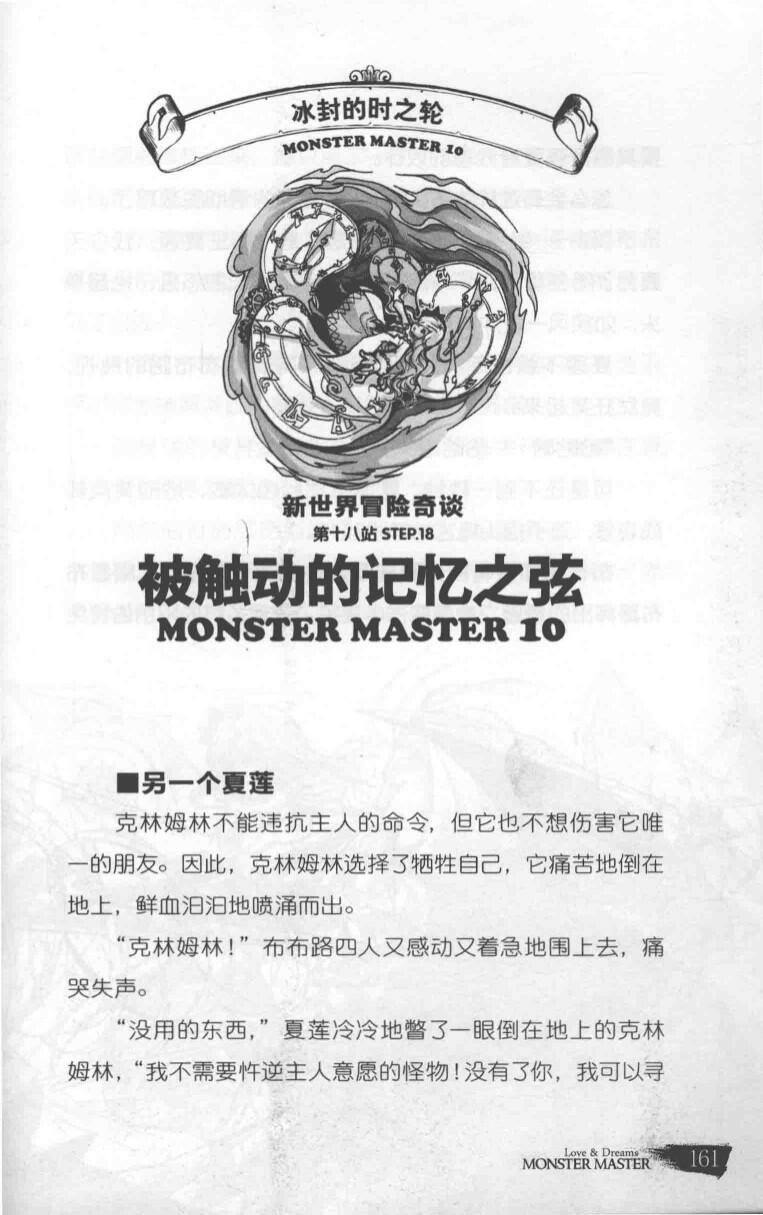 冰封的时之轮
MONSTER MASTER 10
新世界冒险奇谈
第十八站 STEP.18
被触动的记忆之弦
MONSTER MASTER 10
■另一个夏莲
克林姆林不能违抗主人的命令，但它也不想伤害它唯
一的朋友。因此，克林姆林选择了牺牲自己，它痛苦地倒在
地上，鲜血汩汩地喷涌而出。
“克林姆林！”布布路四人又感动又着急地围上去，痛
哭失声。
“没用的东西，”夏莲冷冷地瞥了一眼倒在地上的克林
姆林，“我不需要忤逆主人意愿的怪物！没有了你，我可以寻
Love & Dreams
MONSTER MASTER 161